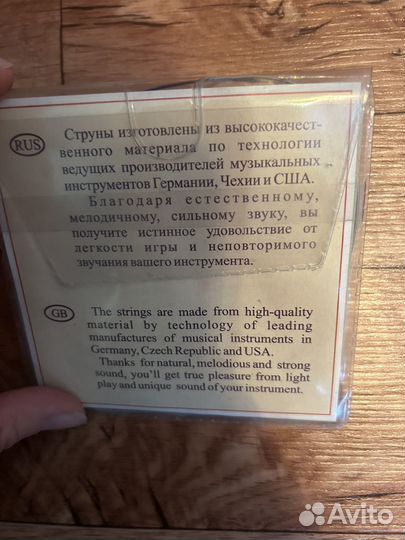 RUS
Струны изготовлены из высококачест-
венного материала по технологии
ведущих производителей музыкальных
инструментов Германии, Чехии и США.
Благодаря естественному,
мелодичному, сильному звуку, вы
получите истинное удовольствие от
легкости игры и неповторимого
звучания вашего инструмента.
GB
The strings are made from high-quality
material by technology of leading
manufactures of musical instruments in
Germany, Czech Republic and USA.
Thanks for natural, melodious and strong
sound, you'll get true pleasure from light
play and unique sound of your instrument.
Avito